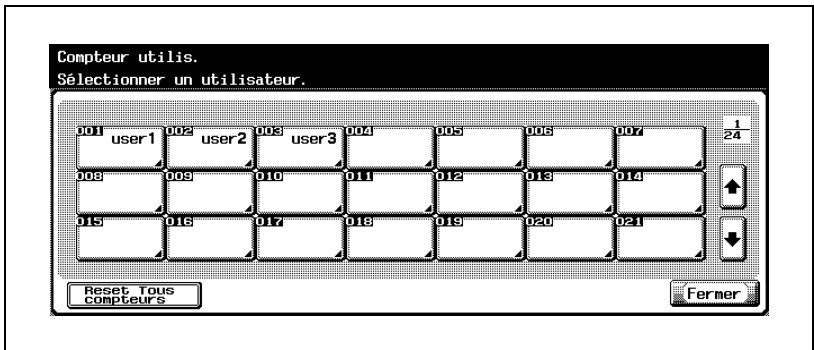 Compteur utilis.
Sélectionner un utilisateur.
001 user1 002 user2 003 user3 004 005 006 007
1
24
008 009 010 011 012 013 014
015 016 017 018 019 020 021
Reset Tous
compteurs
Fermer